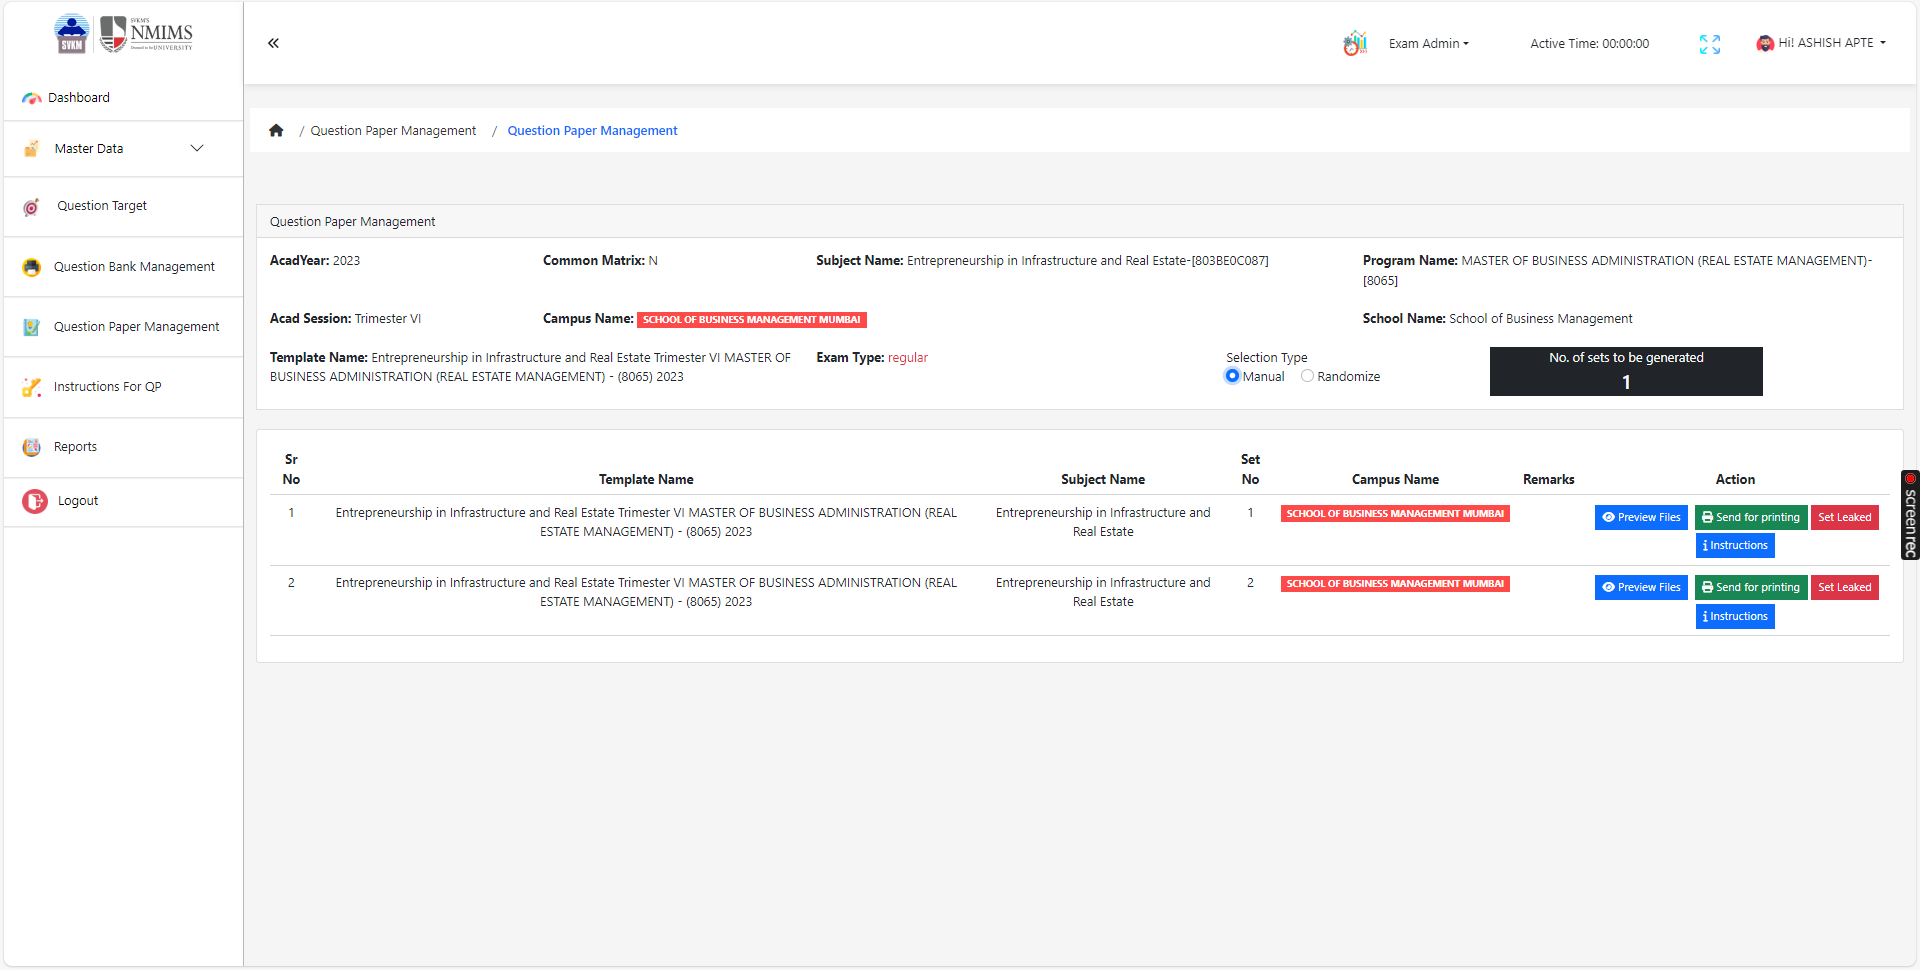 SVKM
SVKM'S
NMIMS
Deemed to be UNIVERSITY
Exam Admin
Active Time: 00:00:00
Hi! ASHISH APTE
Dashboard
Master Data
Question Target
Question Bank Management
Question Paper Management
Instructions For QP
Reports
Logout
/ Question Paper Management / Question Paper Management
Question Paper Management
AcadYear: 2023
Common Matrix: N
Subject Name: Entrepreneurship in Infrastructure and Real Estate-[803BE0C087]
Program Name: MASTER OF BUSINESS ADMINISTRATION (REAL ESTATE MANAGEMENT)-
[8065]
Acad Session: Trimester VI
Campus Name: SCHOOL OF BUSINESS MANAGEMENT MUMBAI
School Name: School of Business Management
Template Name: Entrepreneurship in Infrastructure and Real Estate Trimester VI MASTER OF
BUSINESS ADMINISTRATION (REAL ESTATE MANAGEMENT) - (8065) 2023
Exam Type: regular
Selection Type
Manual Randomize
No. of sets to be generated
1
Sr
No
Template Name
Subject Name
Set
No
Campus Name
Remarks
Action
1
Entrepreneurship in Infrastructure and Real Estate Trimester VI MASTER OF BUSINESS ADMINISTRATION (REAL
ESTATE MANAGEMENT) - (8065) 2023
Entrepreneurship in Infrastructure and
Real Estate
1
SCHOOL OF BUSINESS MANAGEMENT MUMBAI
Preview Files Send for printing Set Leaked
Instructions
2
Entrepreneurship in Infrastructure and Real Estate Trimester VI MASTER OF BUSINESS ADMINISTRATION (REAL
ESTATE MANAGEMENT) - (8065) 2023
Entrepreneurship in Infrastructure and
Real Estate
2
SCHOOL OF BUSINESS MANAGEMENT MUMBAI
Preview Files Send for printing Set Leaked
Instructions
screenrec